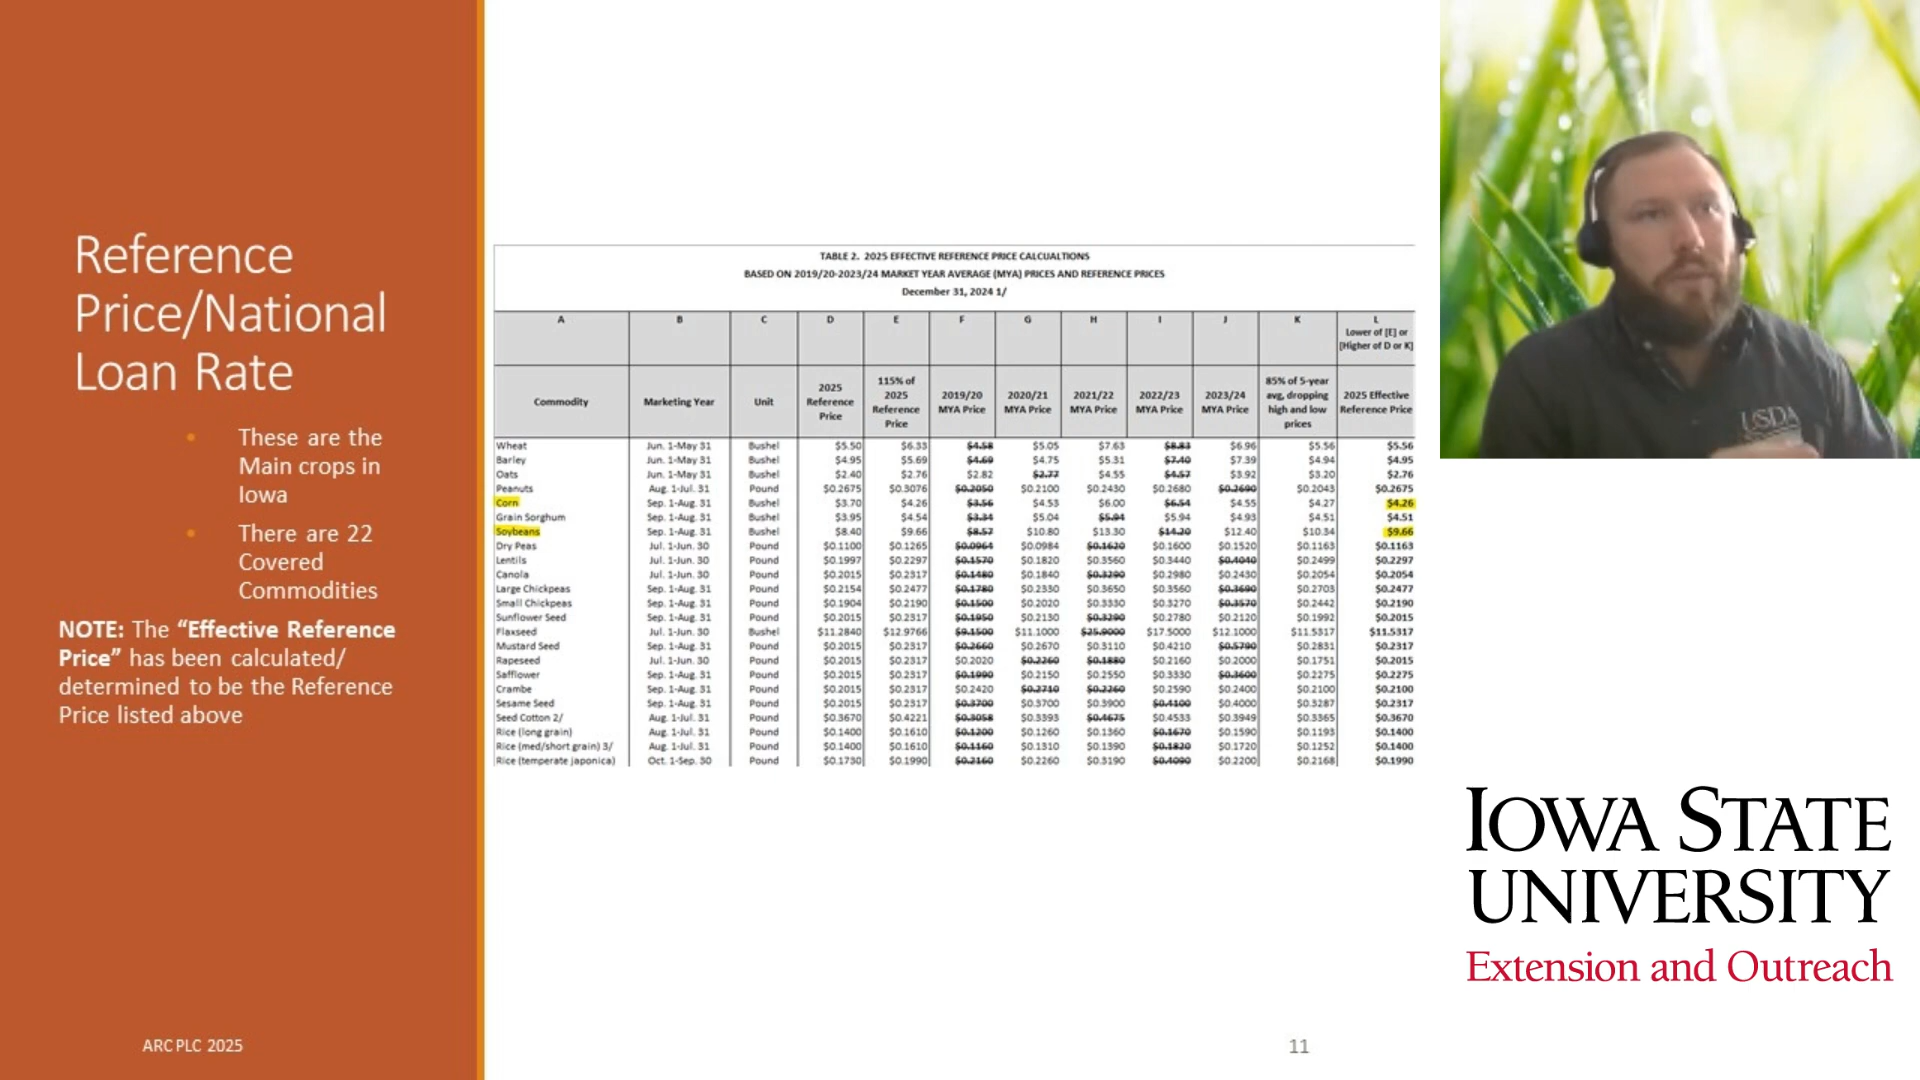 Reference
Price/National
Loan Rate
• These are the
Main crops in
Iowa
• There are 22
Covered
Commodities
NOTE: The “Effective Reference
Price” has been calculated/
determined to be the Reference
Price listed above
ARC PLC 2025
TABLE 2. 2025 EFFECTIVE REFERENCE PRICE CALCUALTIONS
BASED ON 2019/20-2023/24 MARKET YEAR AVERAGE (MYA) PRICES AND REFERENCE PRICES
December 31, 2024 1/
A B C D E F G H I J K L
Lower of [E] or
[Higher of D or K]
Commodity Marketing Year Unit 2025 Reference Price 115% of 2025 Reference Price 2019/20 MYA Price 2020/21 MYA Price 2021/22 MYA Price 2022/23 MYA Price 2023/24 MYA Price 85% of 5-year avg, dropping high and low prices 2025 Effective Reference Price
Wheat Jun. 1-May 31 Bushel $5.50 $6.33 $4.58 $5.05 $7.63 $8.83 $6.96 $5.56 $5.56
Barley Jun. 1-May 31 Bushel $4.95 $5.69 $4.69 $4.75 $5.31 $7.40 $7.39 $4.94 $4.95
Oats Jun. 1-May 31 Bushel $2.40 $2.76 $2.82 $2.77 $4.55 $4.57 $3.92 $3.20 $2.76
Peanuts Aug. 1-Jul. 31 Pound $0.2675 $0.3076 $0.2050 $0.2100 $0.2430 $0.2680 $0.2690 $0.2043 $0.2675
Corn Sep. 1-Aug. 31 Bushel $3.70 $4.26 $3.56 $4.53 $6.00 $6.54 $4.55 $4.27 $4.26
Grain Sorghum Sep. 1-Aug. 31 Bushel $3.95 $4.54 $3.34 $5.04 $5.94 $5.94 $4.93 $4.51 $4.51
Soybeans Sep. 1-Aug. 31 Bushel $8.40 $9.66 $8.57 $10.80 $13.30 $14.20 $12.40 $10.34 $9.66
Dry Peas Jul. 1-Jun. 30 Pound $0.1100 $0.1265 $0.0964 $0.0984 $0.1620 $0.1600 $0.1520 $0.1163 $0.1163
Lentils Jul. 1-Jun. 30 Pound $0.1997 $0.2297 $0.1570 $0.1820 $0.3560 $0.3440 $0.4040 $0.2499 $0.2297
Canola Jul. 1-Jun. 30 Pound $0.2015 $0.2317 $0.1480 $0.1840 $0.3290 $0.2980 $0.2430 $0.2054 $0.2054
Large Chickpeas Sep. 1-Aug. 31 Pound $0.2154 $0.2477 $0.1780 $0.2330 $0.3650 $0.3560 $0.3690 $0.2703 $0.2477
Small Chickpeas Sep. 1-Aug. 31 Pound $0.1904 $0.2190 $0.1500 $0.2020 $0.3330 $0.3270 $0.3570 $0.2442 $0.2190
Sunflower Seed Sep. 1-Aug. 31 Pound $0.2015 $0.2317 $0.1950 $0.2130 $0.3290 $0.2780 $0.2120 $0.1992 $0.2015
Flaxseed Jul. 1-Jun. 30 Bushel $11.2840 $12.9766 $9.1500 $11.1000 $25.9000 $17.5000 $12.1000 $11.5317 $11.5317
Mustard Seed Sep. 1-Aug. 31 Pound $0.2015 $0.2317 $0.2660 $0.2670 $0.3110 $0.4210 $0.5790 $0.2831 $0.2317
Rapeseed Jul. 1-Jun. 30 Pound $0.2015 $0.2317 $0.2020 $0.2260 $0.1880 $0.2160 $0.2000 $0.1751 $0.2015
Safflower Sep. 1-Aug. 31 Pound $0.2015 $0.2317 $0.1990 $0.2150 $0.2550 $0.3330 $0.3600 $0.2275 $0.2275
Crambe Sep. 1-Aug. 31 Pound $0.2015 $0.2317 $0.2420 $0.2710 $0.2260 $0.2590 $0.2400 $0.2100 $0.2100
Sesame Seed Sep. 1-Aug. 31 Pound $0.2015 $0.2317 $0.3700 $0.3700 $0.3900 $0.4100 $0.4000 $0.3287 $0.2317
Seed Cotton 2/ Aug. 1-Jul. 31 Pound $0.3670 $0.4221 $0.3058 $0.3393 $0.4675 $0.4533 $0.3949 $0.3365 $0.3670
Rice (long grain) Aug. 1-Jul. 31 Pound $0.1400 $0.1610 $0.1200 $0.1260 $0.1360 $0.1670 $0.1590 $0.1193 $0.1400
Rice (med/short grain) 3/ Aug. 1-Jul. 31 Pound $0.1400 $0.1610 $0.1160 $0.1310 $0.1390 $0.1820 $0.1720 $0.1252 $0.1400
Rice (temperate japonica) Oct. 1-Sep. 30 Pound $0.1730 $0.1990 $0.2160 $0.2260 $0.3190 $0.4090 $0.2200 $0.2168 $0.1990
11
USDA
IOWA STATE
UNIVERSITY
Extension and Outreach